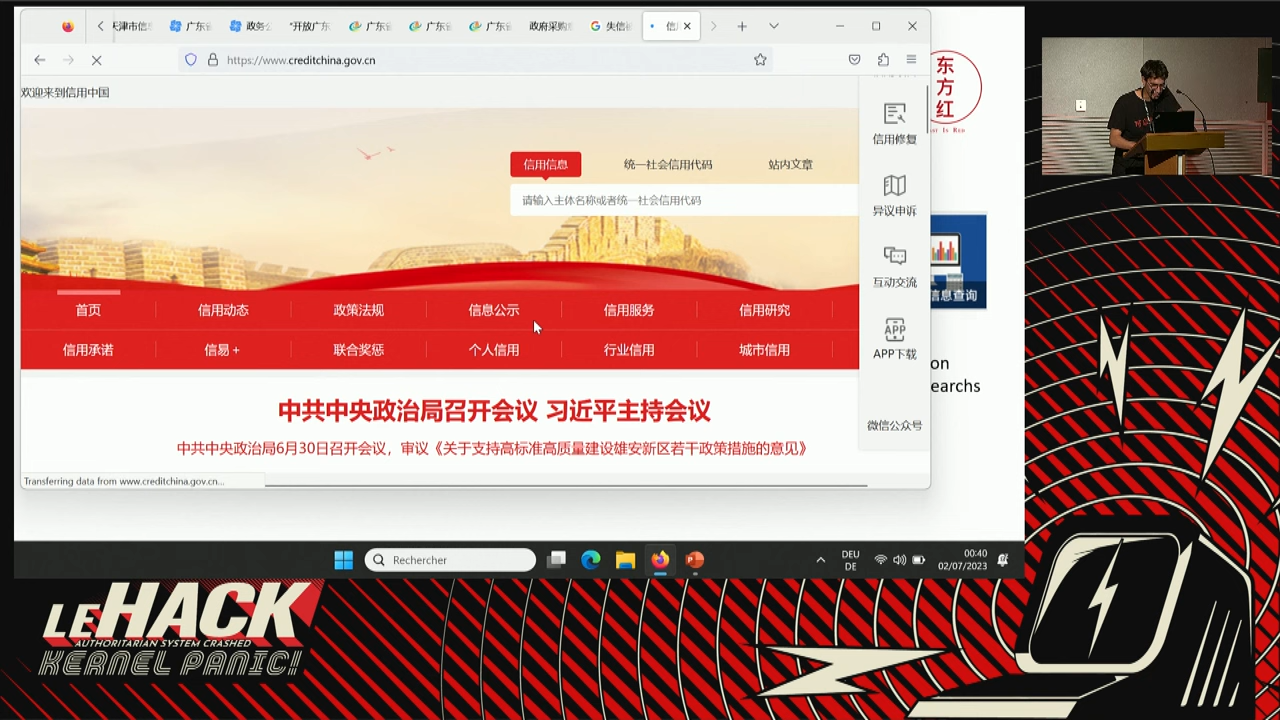 天津市信
广东省
政务公
"开放广东
广东省
广东省
广东省
政府采购
失信被
信
https://www.creditchina.gov.cn
欢迎来到信用中国
信用信息
统一社会信用代码
站内文章
请输入主体名称或者统一社会信用代码
信用修复
异议申诉
互动交流
APP
APP下载
微信公众号
首页
信用动态
政策法规
信息公示
信用服务
信用研究
信用承诺
信易+
联合奖惩
个人信用
行业信用
城市信用
中共中央政治局召开会议 习近平主持会议
中共中央政治局6月30日召开会议，审议《关于支持高标准高质量建设雄安新区若干政策措施的意见》
Transferring data from www.creditchina.gov.cn...
东方红
Is Red
信息查询
on
earchs
Rechercher
DEU
DE
00:40
02/07/2023
LEHACK
AUTHORITARIAN SYSTEM CRASHED
KERNEL PANIC!